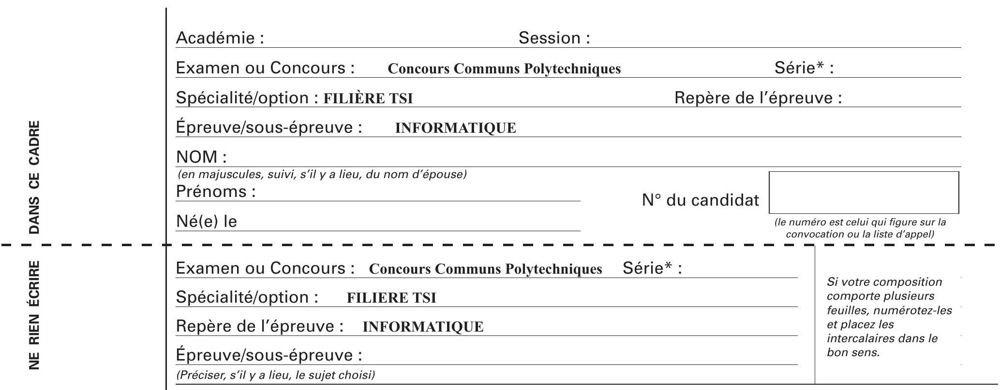 Académie : Session :
Examen ou Concours : Concours Communs Polytechniques Série* :
Spécialité/option : FILIÈRE TSI Repère de l'épreuve :
Épreuve/sous-épreuve : INFORMATIQUE
NOM :
(en majuscules, suivi, s'il y a lieu, du nom d'épouse)
Prénoms :
N° du candidat
Né(e) le
(le numéro est celui qui figure sur la
convocation ou la liste d'appel)
DANS CE CADRE
NE RIEN ÉCRIRE
Examen ou Concours : Concours Communs Polytechniques Série* :
Spécialité/option : FILIERE TSI
Repère de l'épreuve : INFORMATIQUE
Épreuve/sous-épreuve :
(Préciser, s'il y a lieu, le sujet choisi)
Si votre composition
comporte plusieurs
feuilles, numérotez-les
et placez les
intercalaires dans le
bon sens.